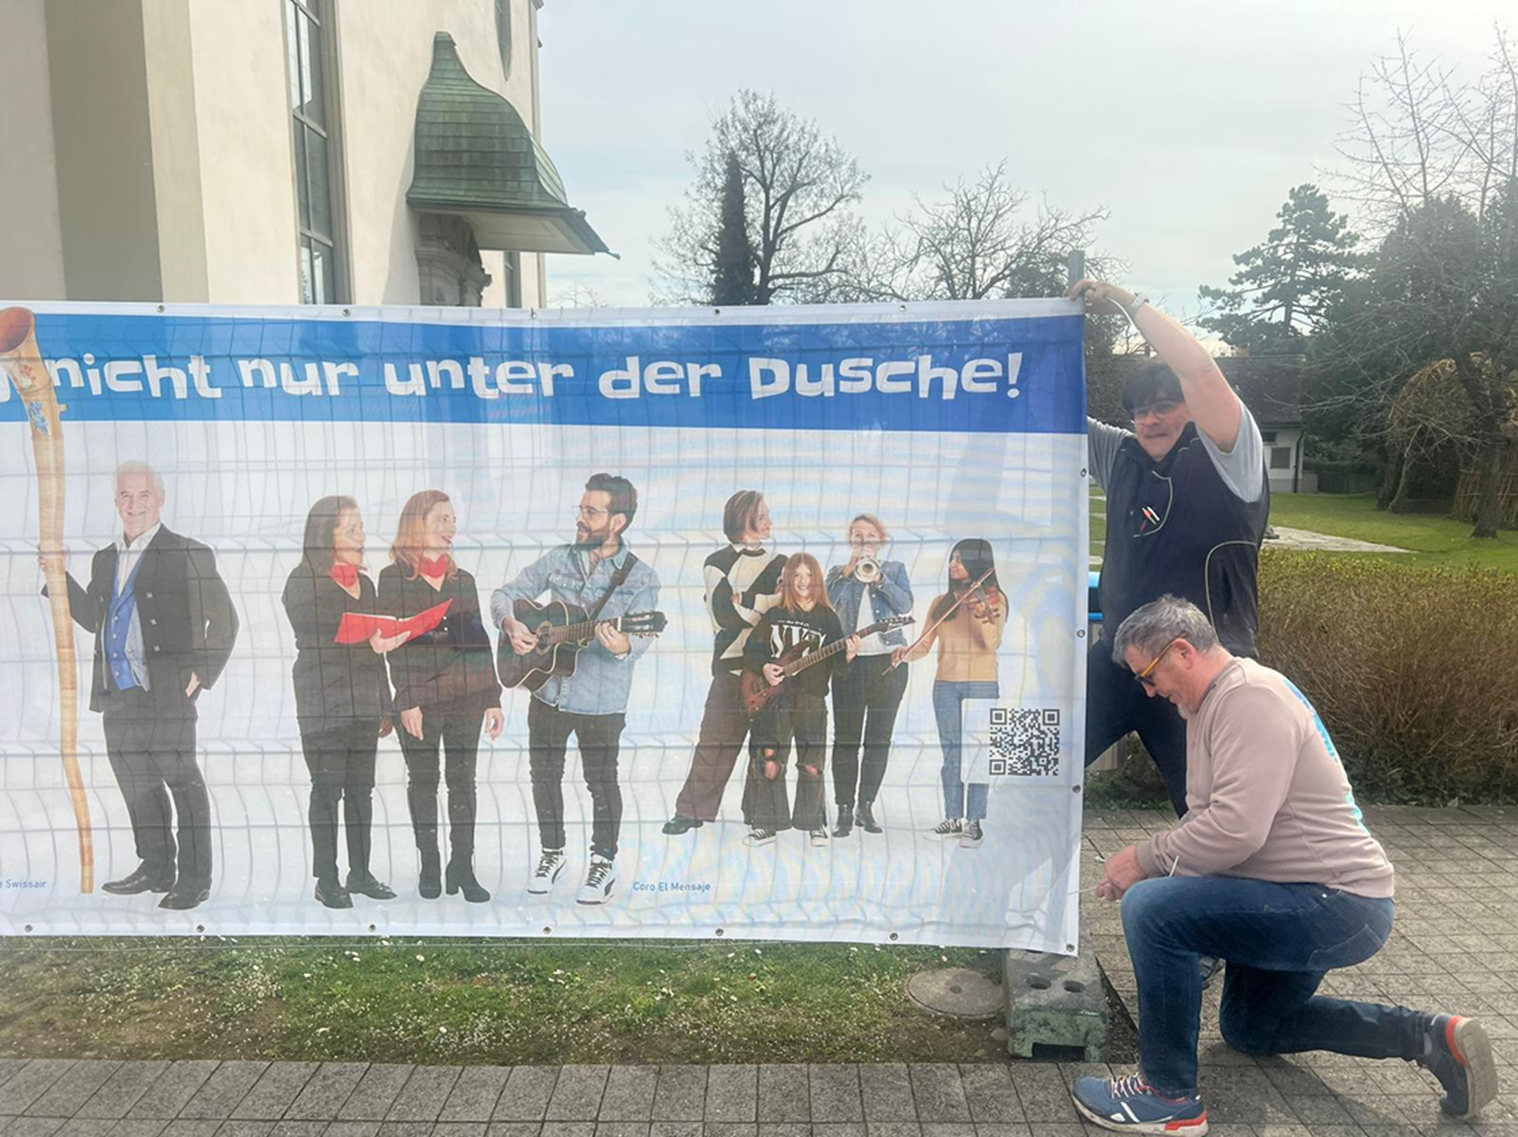 nicht nur unter der Dusche!
Swissair
Coro El Mensaje